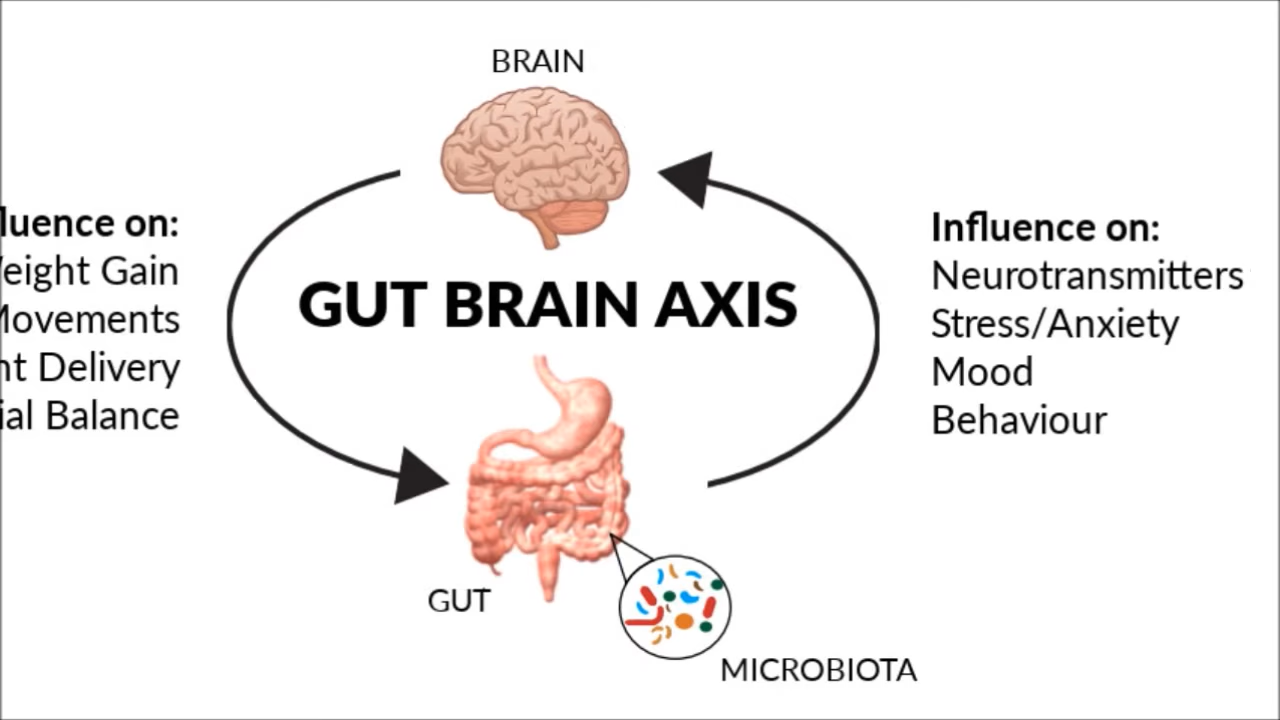 BRAIN
luence on:
eight Gain
Movements
nt Delivery
ial Balance
GUT BRAIN AXIS
Influence on:
Neurotransmitters
Stress/Anxiety
Mood
Behaviour
GUT
MICROBIOTA